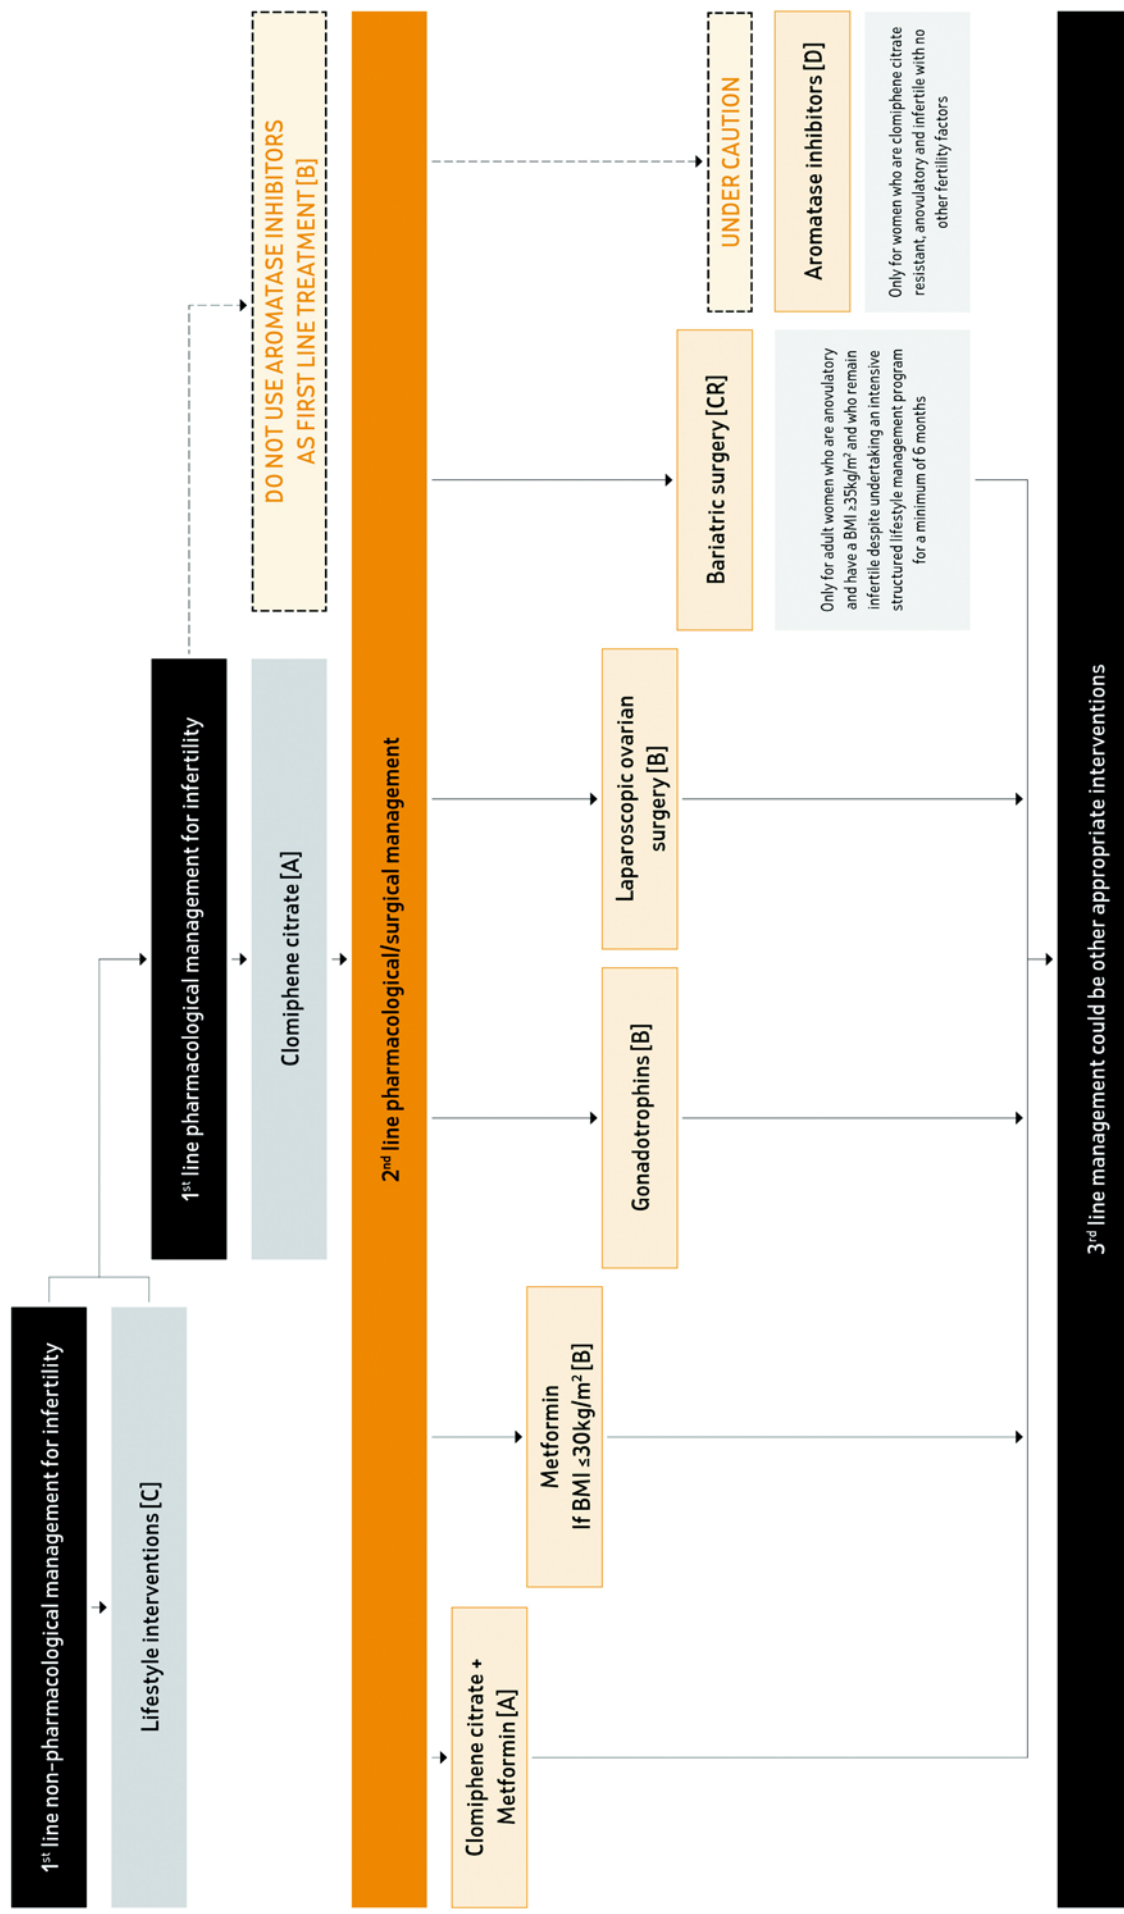 1st line non-pharmacological management for infertility
Lifestyle interventions [C]
1st line pharmacological management for infertility
Clomiphene citrate [A]
DO NOT USE AROMATASE INHIBITORS
AS FIRST LINE TREATMENT [B]
2nd line pharmacological/surgical management
Clomiphene citrate +
Metformin [A]
Metformin
If BMI ≤30kg/m² [B]
Gonadotrophins [B]
Laparoscopic ovarian
surgery [B]
Bariatric surgery [CR]
Only for adult women who are anovulatory
and have a BMI ≥35kg/m² and who remain
infertile despite undertaking an intensive
structured lifestyle management program
for a minimum of 6 months
UNDER CAUTION
Aromatase inhibitors [D]
Only for women who are clomiphene citrate
resistant, anovulatory and infertile with no
other fertility factors
3rd line management could be other appropriate interventions